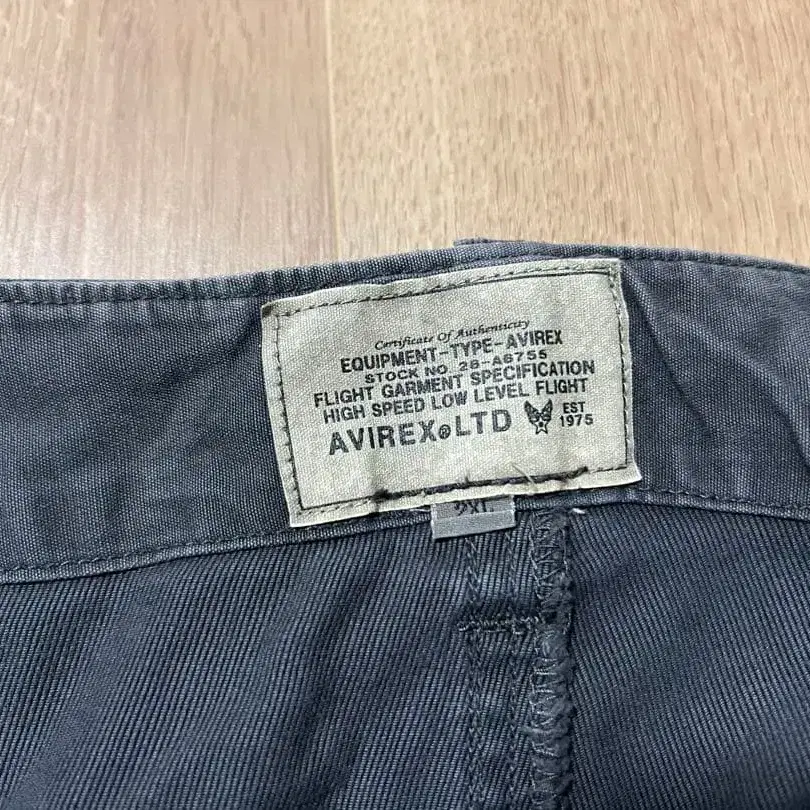 Certificate Of Authenticity
EQUIPMENT-TYPE-AVIREX
STOCK NO. 28-A6755
FLIGHT GARMENT SPECIFICATION
HIGH SPEED LOW LEVEL FLIGHT
AVIREX®LTD EST 1975
2XL